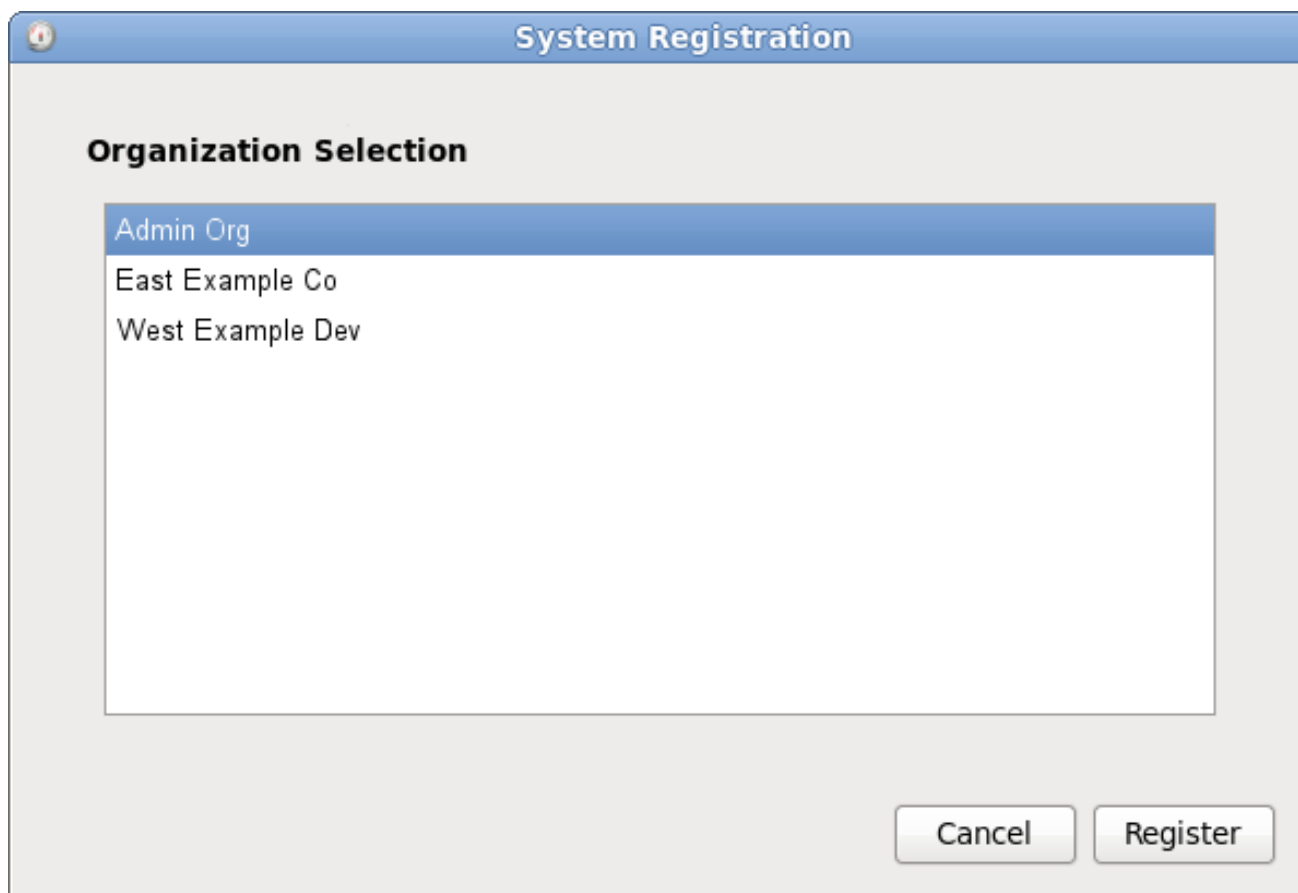 System Registration
Organization Selection
Admin Org
East Example Co
West Example Dev
Cancel Register